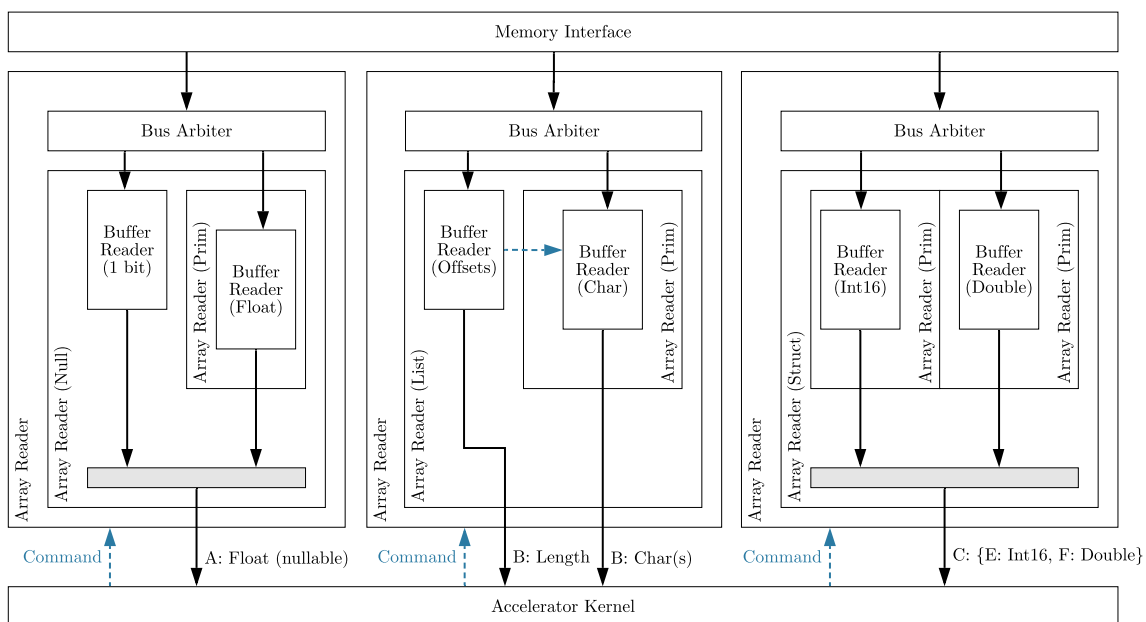 Memory Interface
Bus Arbiter
Buffer
Reader
(1 bit)
Buffer
Reader
(Float)
Array Reader (Prim)
Array Reader (Null)
Array Reader
Bus Arbiter
Buffer
Reader
(Offsets)
Buffer
Reader
(Char)
Array Reader (Prim)
Array Reader (List)
Array Reader
Bus Arbiter
Buffer
Reader
(Int16)
Array Reader (Prim)
Buffer
Reader
(Double)
Array Reader (Prim)
Array Reader (Struct)
Array Reader
Command
A: Float (nullable)
Command
B: Length
B: Char(s)
Command
C: {E: Int16, F: Double}
Accelerator Kernel